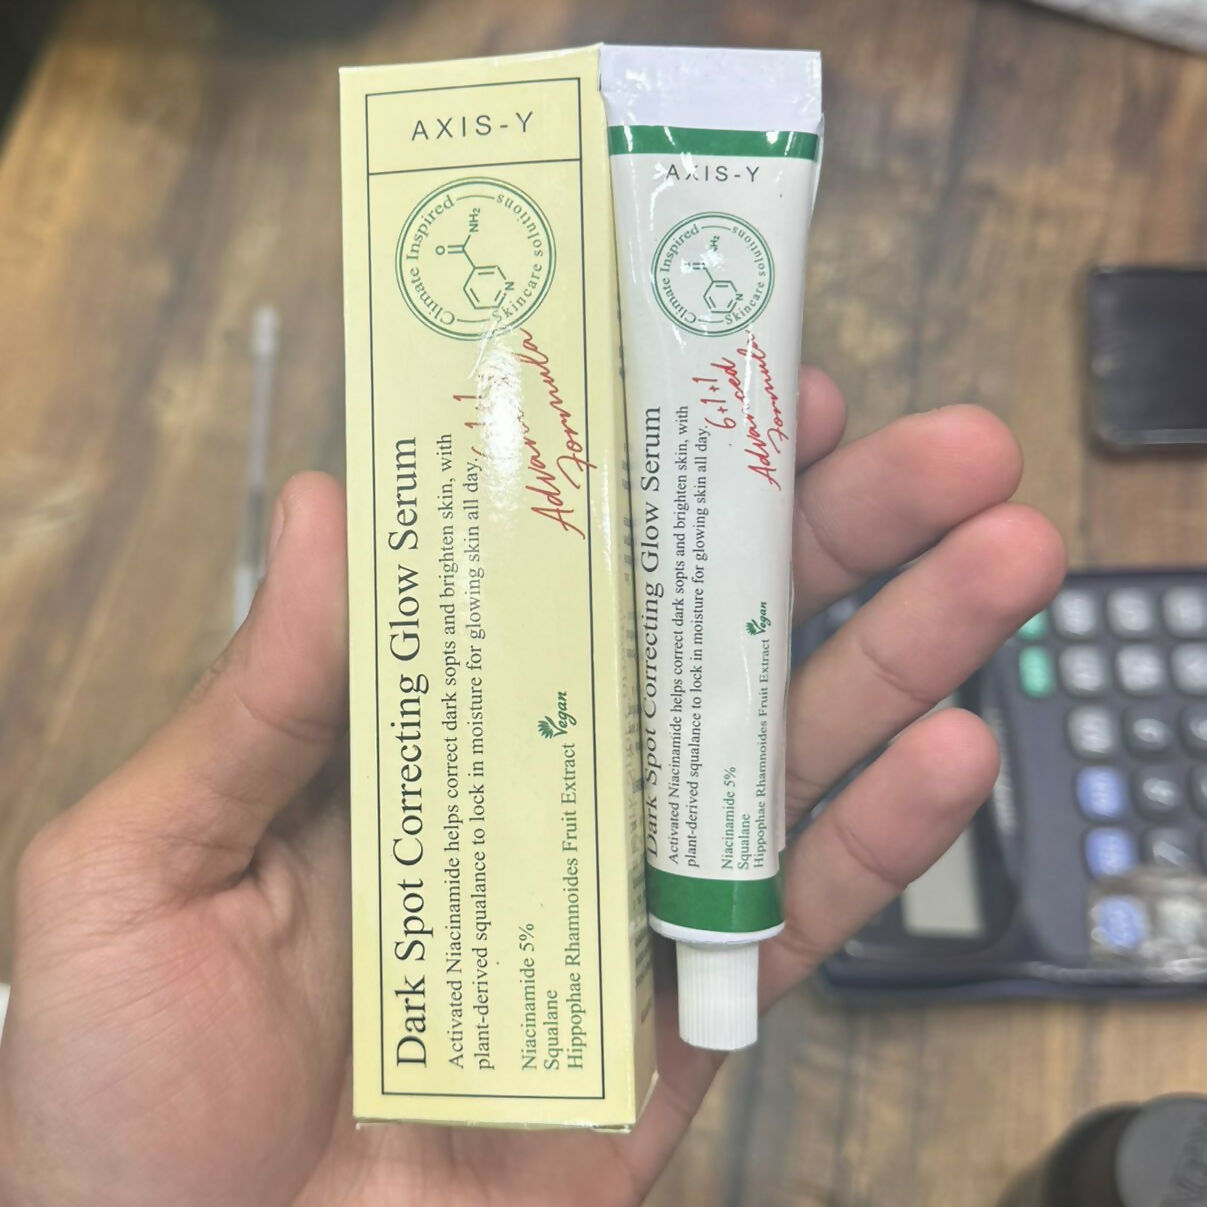 AXIS-Y
Climate Inspired
Skincare solutions
O
NH₂
N
Advanced
Formula
Dark Spot Correcting Glow Serum
Activated Niacinamide helps correct dark sopts and brighten skin, with
plant-derived squalance to lock in moisture for glowing skin all day.
Niacinamide 5%
Squalane
Hippophae Rhamnoides Fruit Extract
Vegan
AXIS-Y
Climate Inspired
Skincare solutions
N
6+1+1
Advanced
Formula
Dark Spot Correcting Glow Serum
Activated Niacinamide helps correct dark sopts and brighten skin, with
plant-derived squalance to lock in moisture for glowing skin all day.
Niacinamide 5%
Squalane
Hippophae Rhamnoides Fruit Extract
Vegan